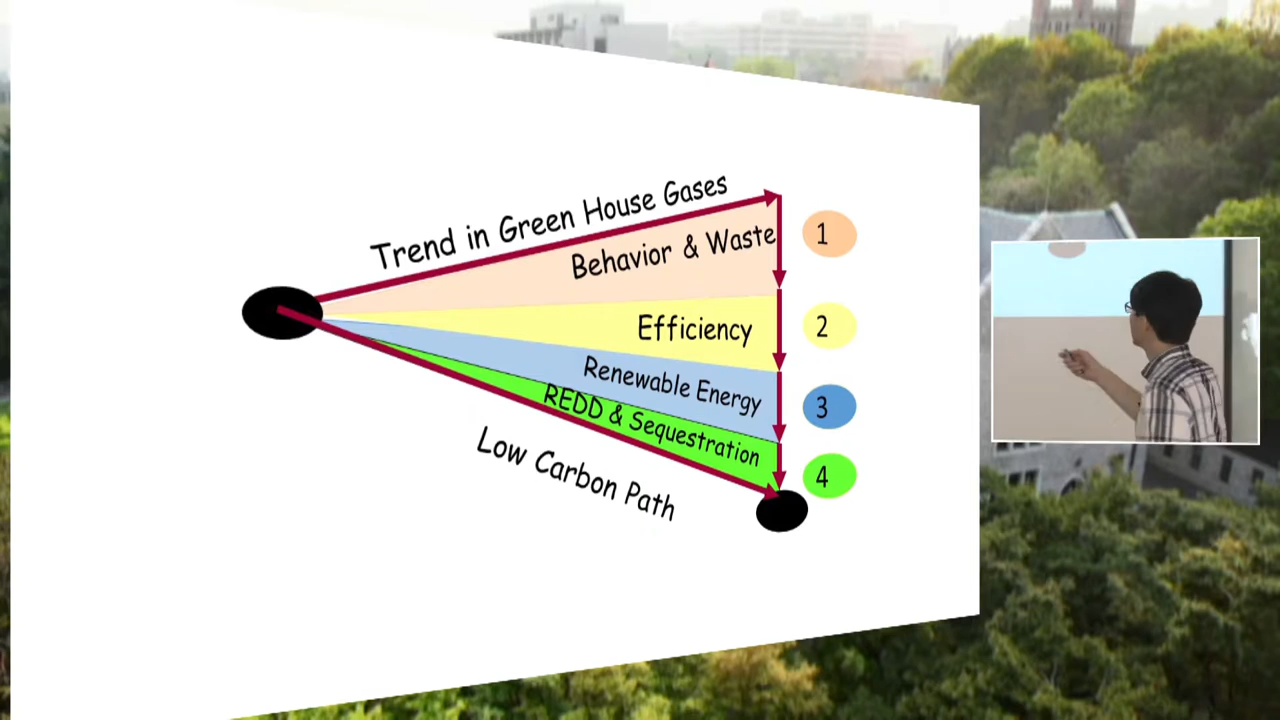 Trend in Green House Gases
Behavior & Waste
1
Efficiency
2
Renewable Energy
3
REDD & Sequestration
4
Low Carbon Path